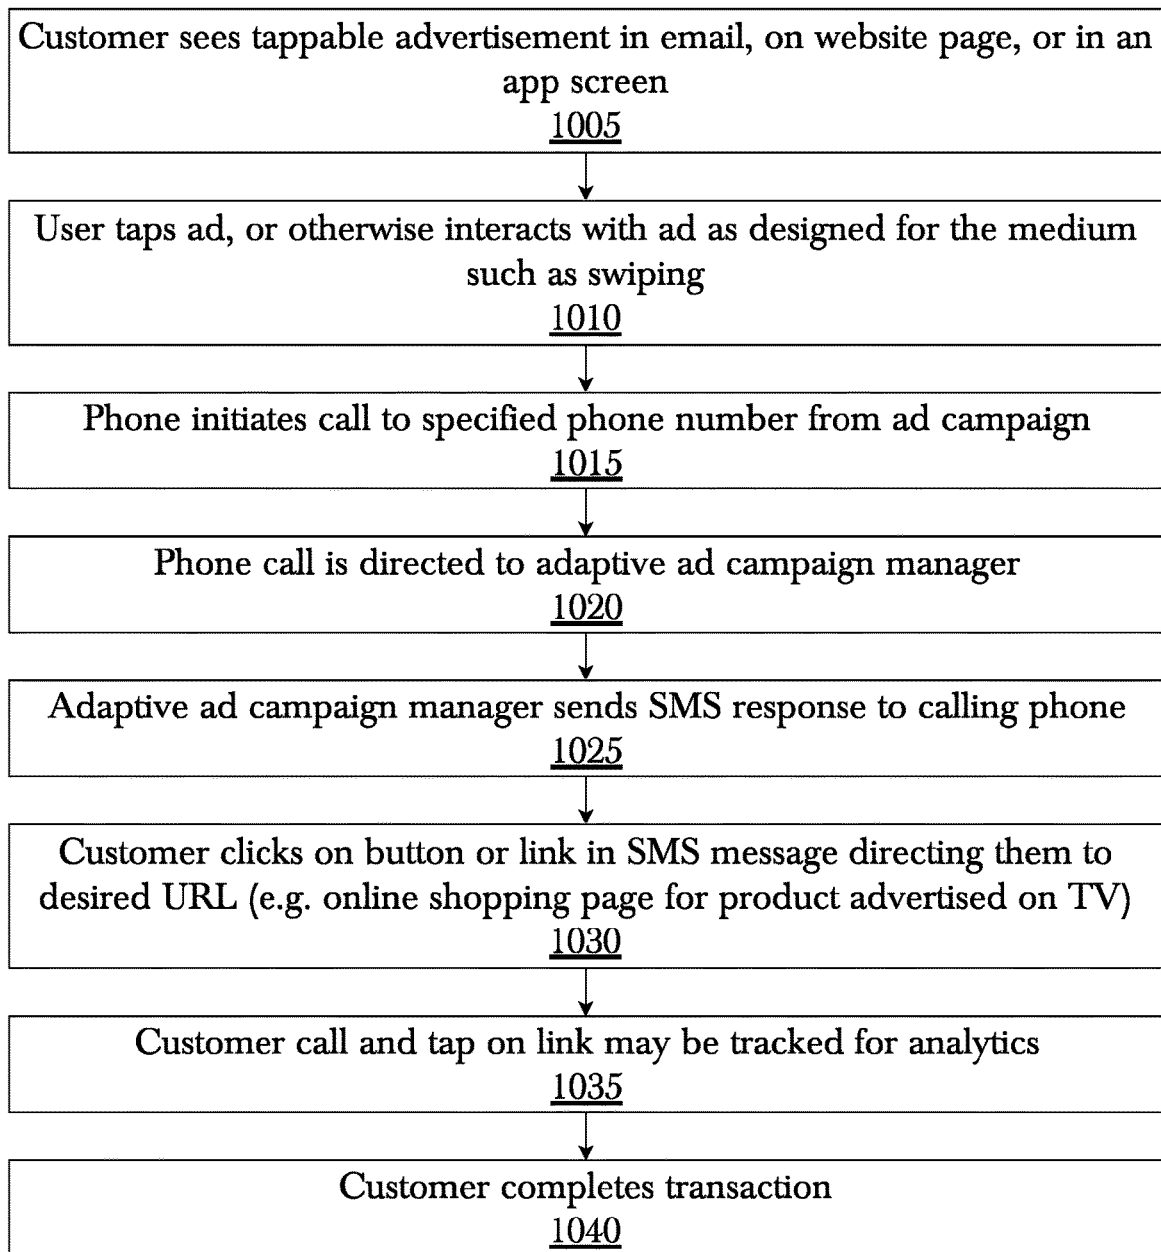 Customer sees tappable advertisement in email, on website page, or in an
app screen
1005
User taps ad, or otherwise interacts with ad as designed for the medium
such as swiping
1010
Phone initiates call to specified phone number from ad campaign
1015
Phone call is directed to adaptive ad campaign manager
1020
Adaptive ad campaign manager sends SMS response to calling phone
1025
Customer clicks on button or link in SMS message directing them to
desired URL (e.g. online shopping page for product advertised on TV)
1030
Customer call and tap on link may be tracked for analytics
1035
Customer completes transaction
1040